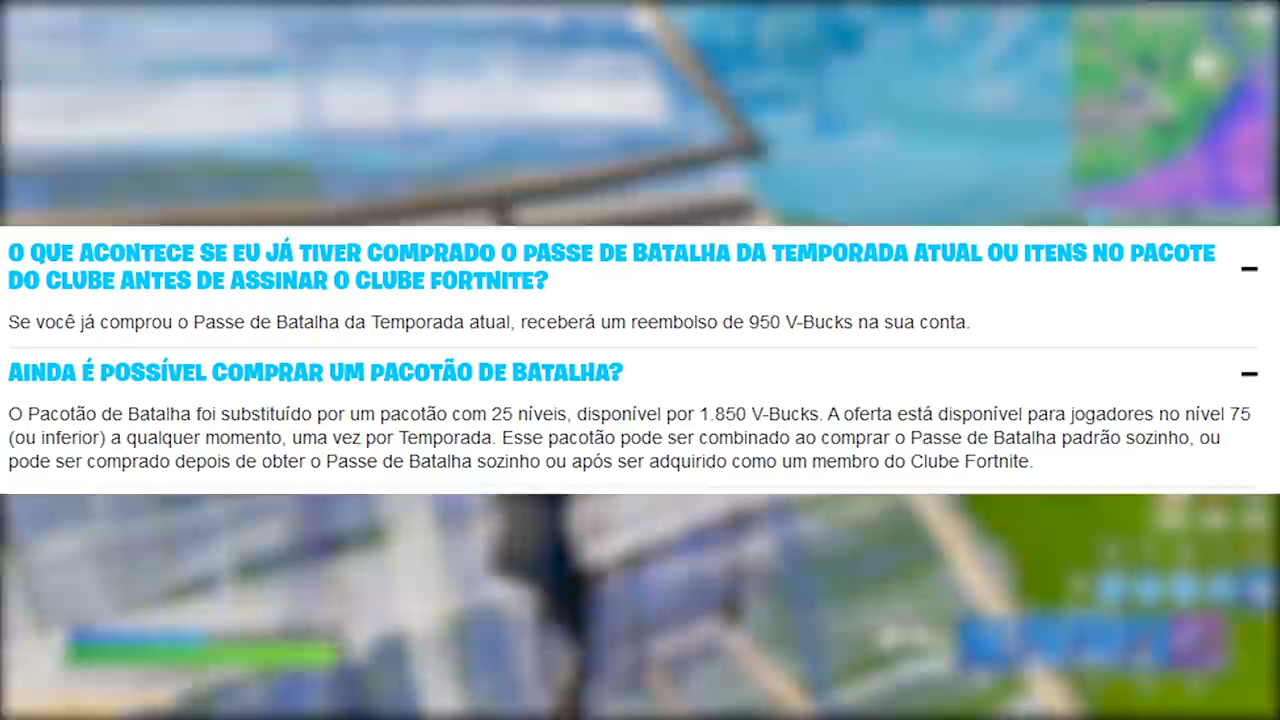 O QUE ACONTECE SE EU JÁ TIVER COMPRADO O PASSE DE BATALHA DA TEMPORADA ATUAL OU ITENS NO PACOTE
DO CLUBE ANTES DE ASSINAR O CLUBE FORTNITE?
Se você já comprou o Passe de Batalha da Temporada atual, receberá um reembolso de 950 V-Bucks na sua conta.
AINDA É POSSÍVEL COMPRAR UM PACOTÃO DE BATALHA?
O Pacotão de Batalha foi substituído por um pacotão com 25 níveis, disponível por 1.850 V-Bucks. A oferta está disponível para jogadores no nível 75
(ou inferior) a qualquer momento, uma vez por Temporada. Esse pacotão pode ser combinado ao comprar o Passe de Batalha padrão sozinho, ou
pode ser comprado depois de obter o Passe de Batalha sozinho ou após ser adquirido como um membro do Clube Fortnite.